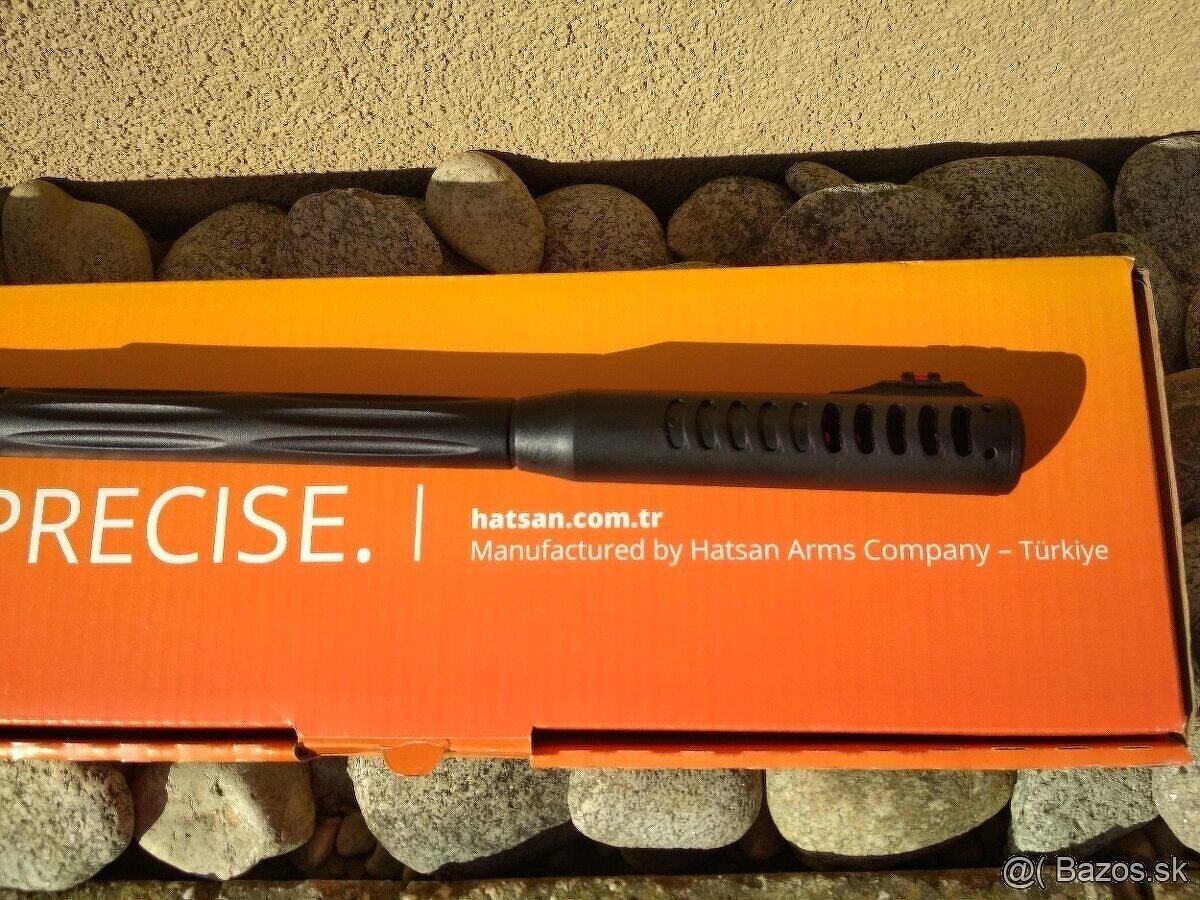 PRECISE. |
hatsan.com.tr
Manufactured by Hatsan Arms Company – Türkiye
@( Bazos.sk